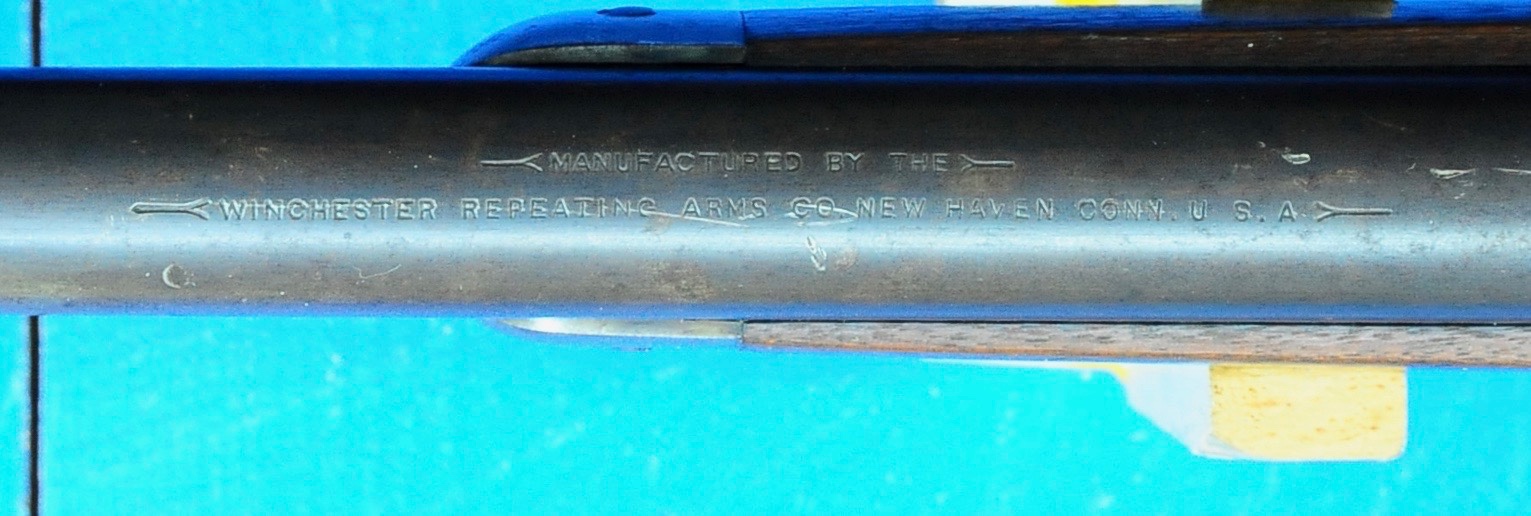 MANUFACTURED BY THE
WINCHESTER REPEATING ARMS CO. NEW HAVEN CONN. U S. A